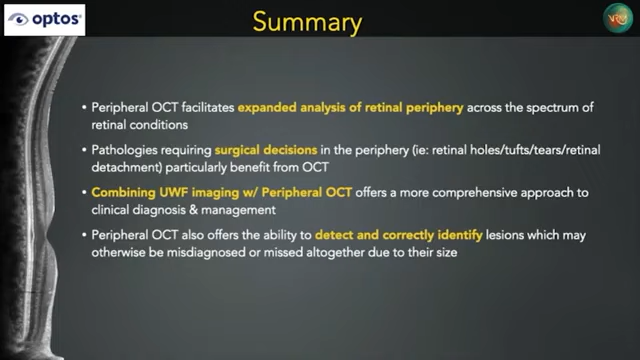 optos
Summary
VRM
• Peripheral OCT facilitates expanded analysis of retinal periphery across the spectrum of
retinal conditions
• Pathologies requiring surgical decisions in the periphery (ie: retinal holes/tufts/tears/retinal
detachment) particularly benefit from OCT
• Combining UWF imaging w/ Peripheral OCT offers a more comprehensive approach to
clinical diagnosis & management
• Peripheral OCT also offers the ability to detect and correctly identify lesions which may
otherwise be misdiagnosed or missed altogether due to their size